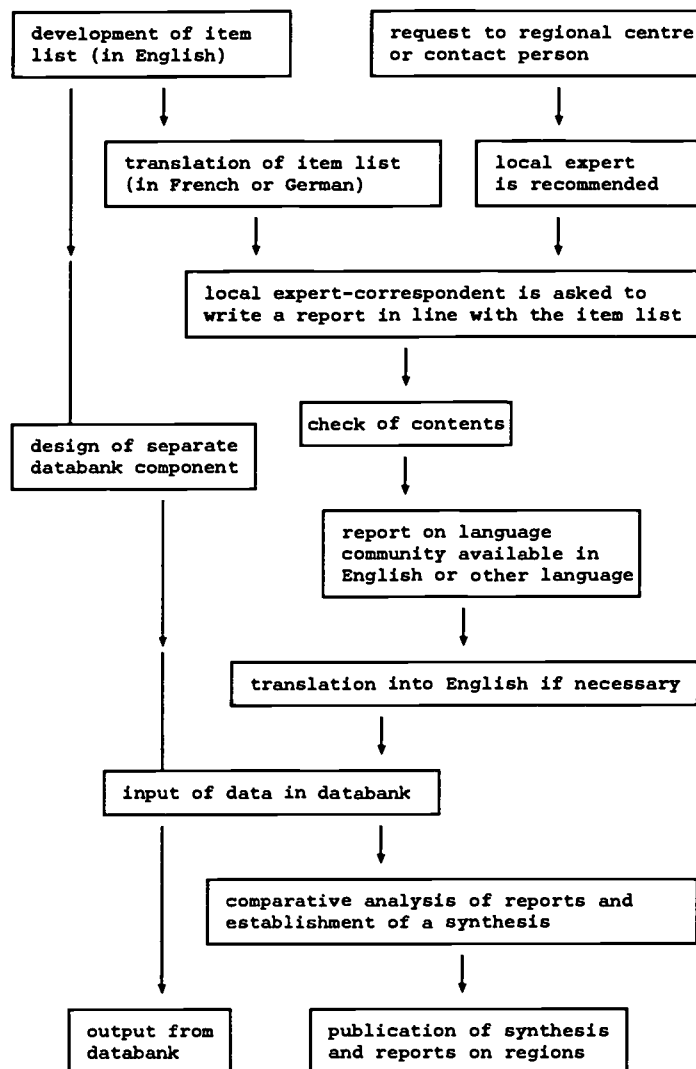 development of item
list (in English)
request to regional centre
or contact person
translation of item list
(in French or German)
local expert
is recommended
local expert-correspondent is asked to
write a report in line with the item list
check of contents
design of separate
databank component
report on language
community available in
English or other language
translation into English if necessary
input of data in databank
comparative analysis of reports and
establishment of a synthesis
output from
databank
publication of synthesis
and reports on regions